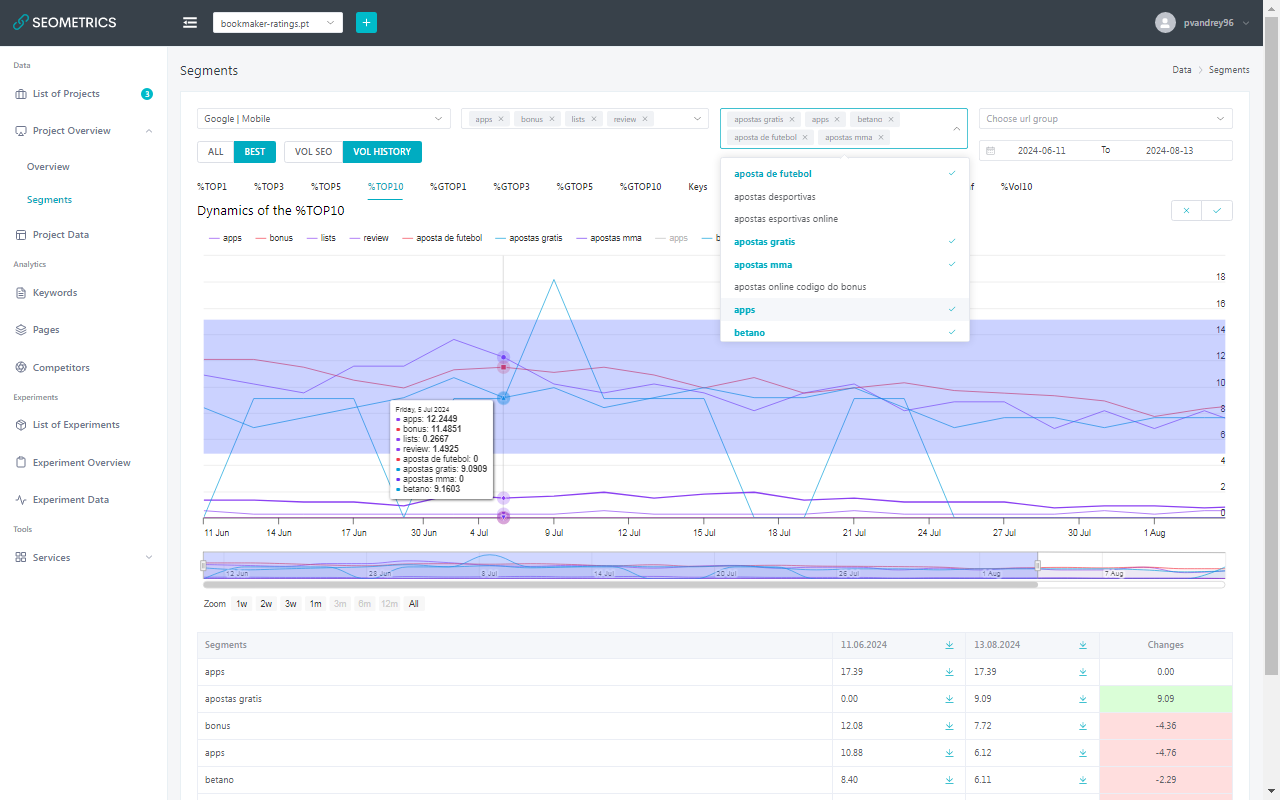 SEOMETRICS
bookmaker-ratings.pt
+
pvandrey96
Data
List of Projects
3
Project Overview
Overview
Segments
Project Data
Analytics
Keywords
Pages
Competitors
Experiments
List of Experiments
Experiment Overview
Experiment Data
Tools
Services
Segments
Data > Segments
Google | Mobile
apps × bonus × lists × review ×
apostas gratis × apps × betano ×
aposta de futebol × apostas mma ×
Choose url group
ALL BEST VOL SEO VOL HISTORY
2024-06-11 To 2024-08-13
%TOP1 %TOP3 %TOP5 %TOP10 %GTOP1 %GTOP3 %GTOP5 %GTOP10 Keys %Vol10
Dynamics of the %TOP10
apps bonus lists review aposta de futebol apostas gratis apostas mma apps
aposta de futebol
apostas desportivas
apostas esportivas online
apostas gratis
apostas mma
apostas online codigo do bonus
apps
betano
18
16
14
12
10
8
6
4
2
0
Friday, 5 Jul 2024
apps: 12.2449
bonus: 11.4851
lists: 0.2667
review: 1.4925
aposta de futebol: 0
apostas gratis: 9.0909
apostas mma: 0
betano: 9.1603
11 Jun 14 Jun 17 Jun 30 Jun 4 Jul 9 Jul 12 Jul 15 Jul 18 Jul 21 Jul 24 Jul 27 Jul 30 Jul 1 Aug
12 Jun 28 Jun 8 Jul 14 Jul 20 Jul 26 Jul 1 Aug 7 Aug
Zoom 1w 2w 3w 1m 3m 6m 12m All
Segments 11.06.2024 13.08.2024 Changes
apps 17.39 17.39 0.00
apostas gratis 0.00 9.09 9.09
bonus 12.08 7.72 -4.36
apps 10.88 6.12 -4.76
betano 8.40 6.11 -2.29